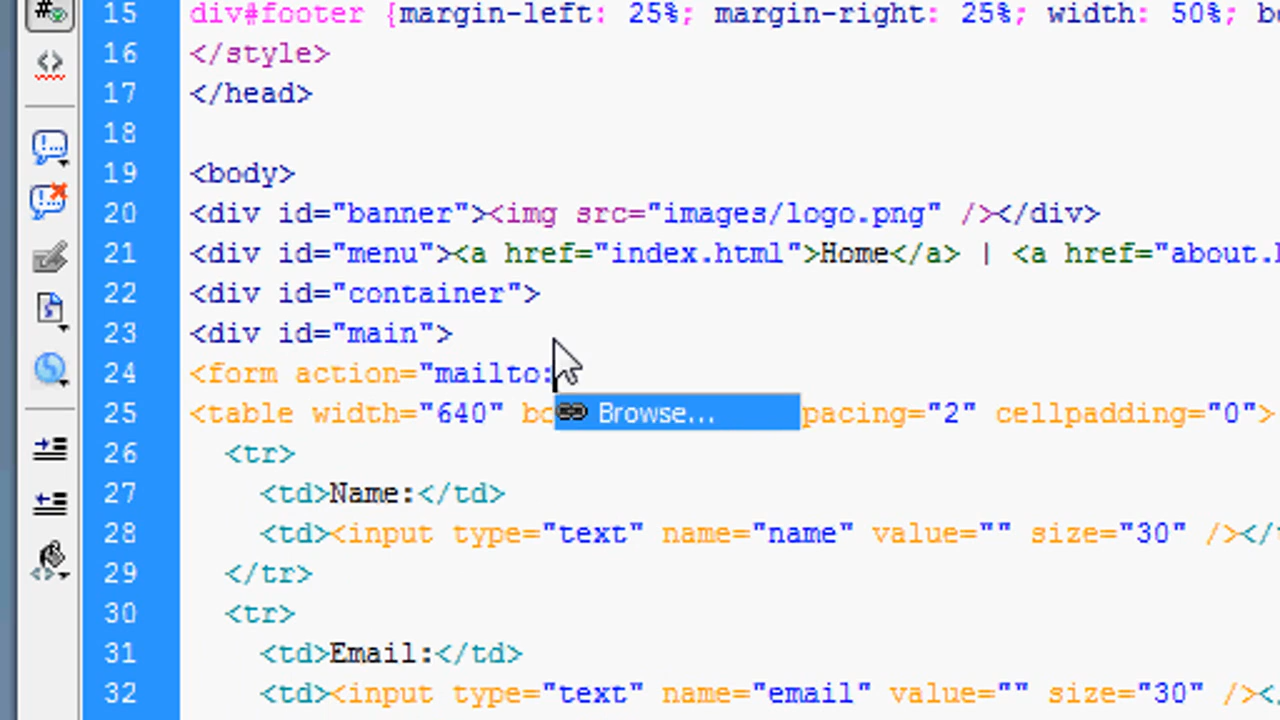 15 div#footer {margin-left: 25%; margin-right: 25%; width: 50%;
16 </style>
17 </head>
18
19 <body>
20 <div id="banner"><img src="images/logo.png" /></div>
21 <div id="menu"><a href="index.html">Home</a> | <a href="about.
22 <div id="container">
23 <div id="main">
24 <form action="mailto:
Browse...
25 <table width="640" bo pacing="2" cellpadding="0">
26 <tr>
27 <td>Name:</td>
28 <td><input type="text" name="name" value="" size="30" /></
29 </tr>
30 <tr>
31 <td>Email:</td>
32 <td><input type="text" name="email" value="" size="30" /><